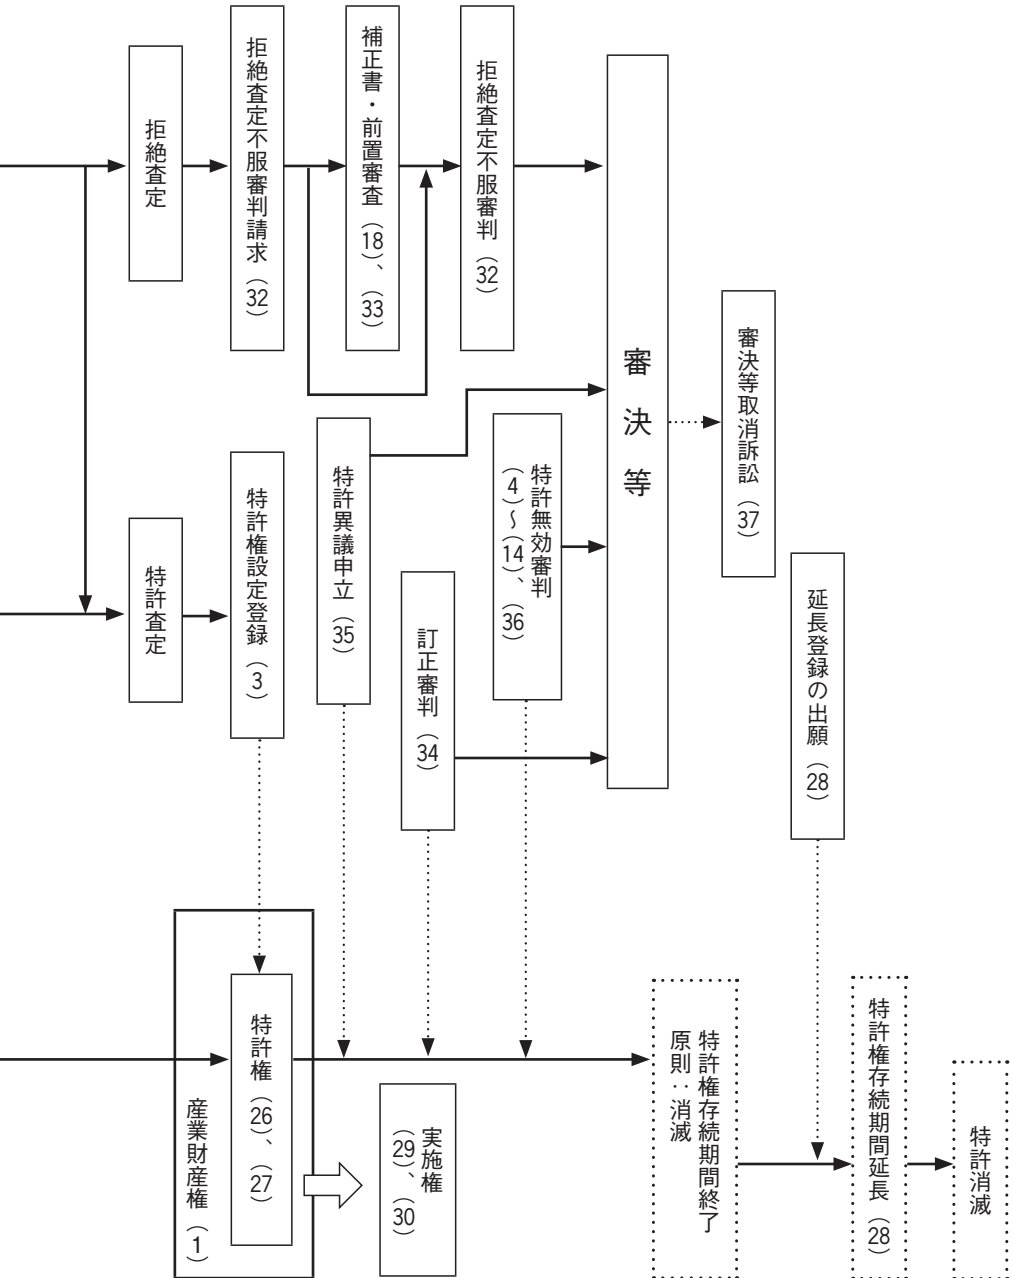 拒絶査定
拒絶査定不服審判請求（32）
補正書・前置審査（18）、（33）
拒絶査定不服審判（32）
審決等
審決等取消訴訟（37）
特許査定
特許権設定登録（3）
特許異議申立（35）
訂正審判（34）
特許無効審判
（4）～（14）、（36）
延長登録の出願（28）
産業財産権（1）
特許権（26）、（27）
実施権
（29）、（30）
特許権存続期間終了
原則：消滅
特許権存続期間延長（28）
特許消滅